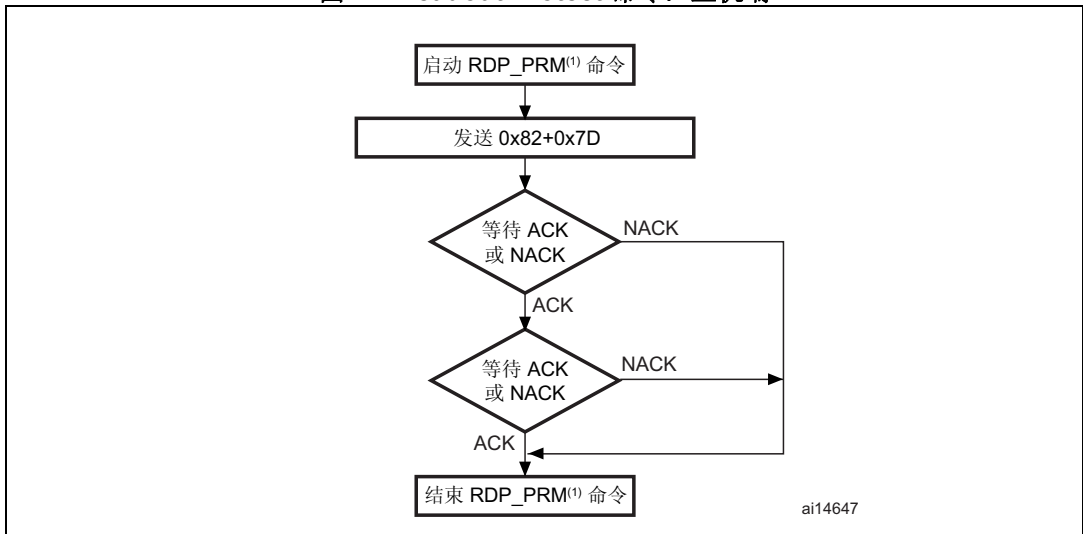 启动 RDP_PRM(1) 命令
发送 0x82+0x7D
等待 ACK
或 NACK
NACK
ACK
等待 ACK
或 NACK
NACK
ACK
结束 RDP_PRM(1) 命令
ai14647